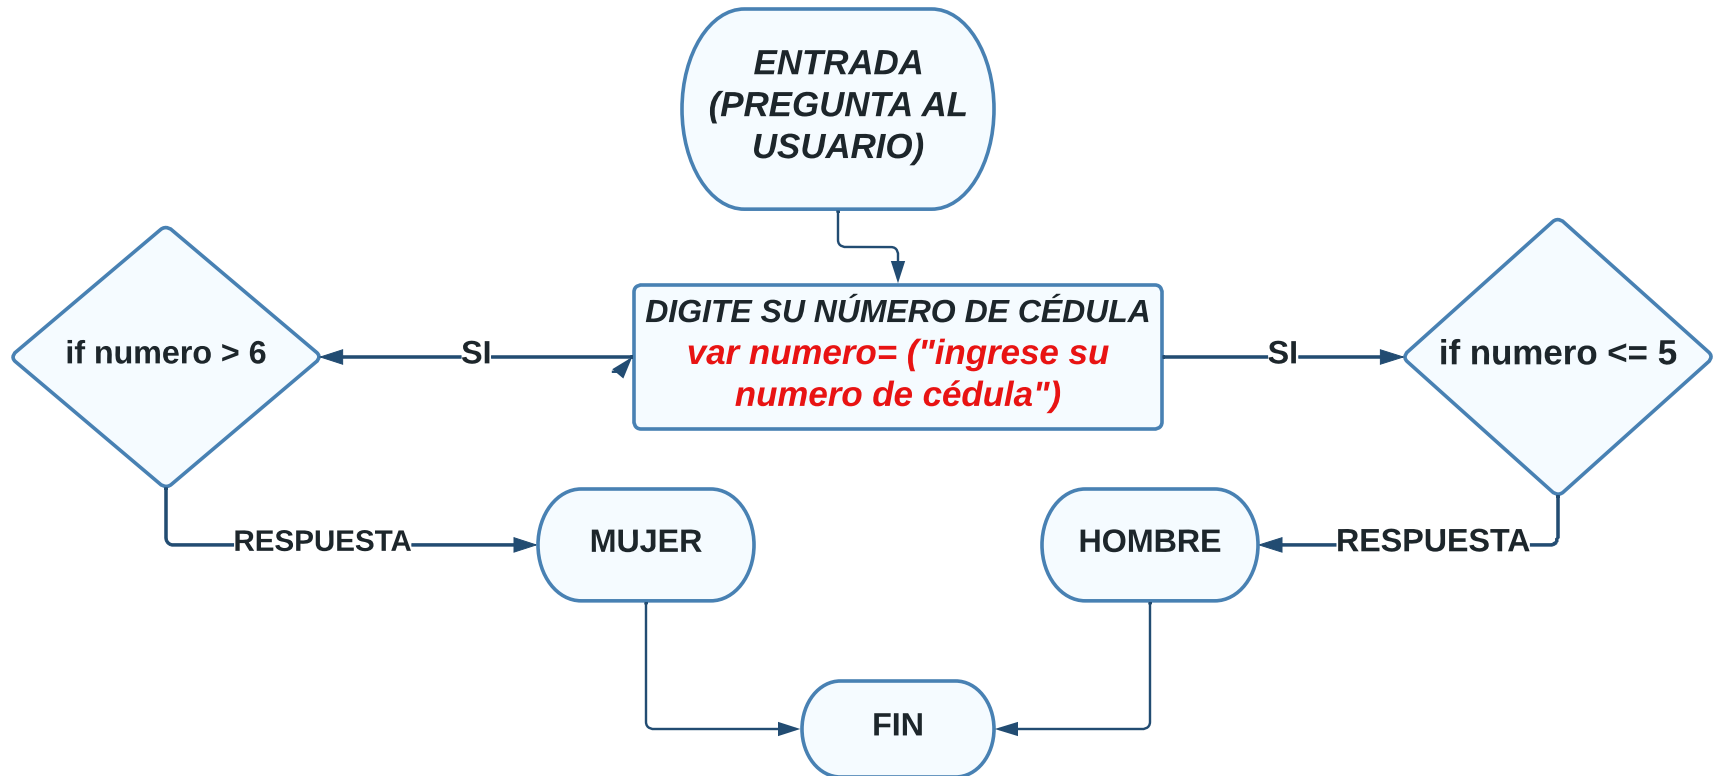 ENTRADA
(PREGUNTA AL
USUARIO)
DIGITE SU NÚMERO DE CÉDULA
var numero= ("ingrese su
numero de cédula")
SI
SI
if numero > 6
if numero <= 5
RESPUESTA
MUJER
HOMBRE
RESPUESTA
FIN